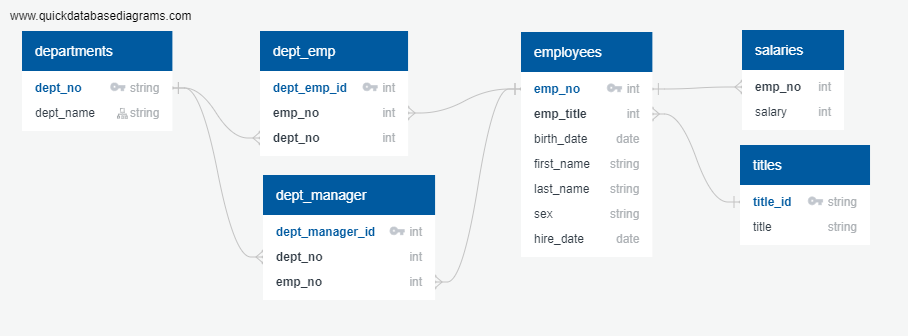 www.quickdatabasediagrams.com
departments
dept_no string
dept_name string
dept_emp
dept_emp_id int
emp_no int
dept_no int
dept_manager
dept_manager_id int
dept_no int
emp_no int
employees
emp_no int
emp_title int
birth_date date
first_name string
last_name string
sex string
hire_date date
salaries
emp_no int
salary int
titles
title_id string
title string